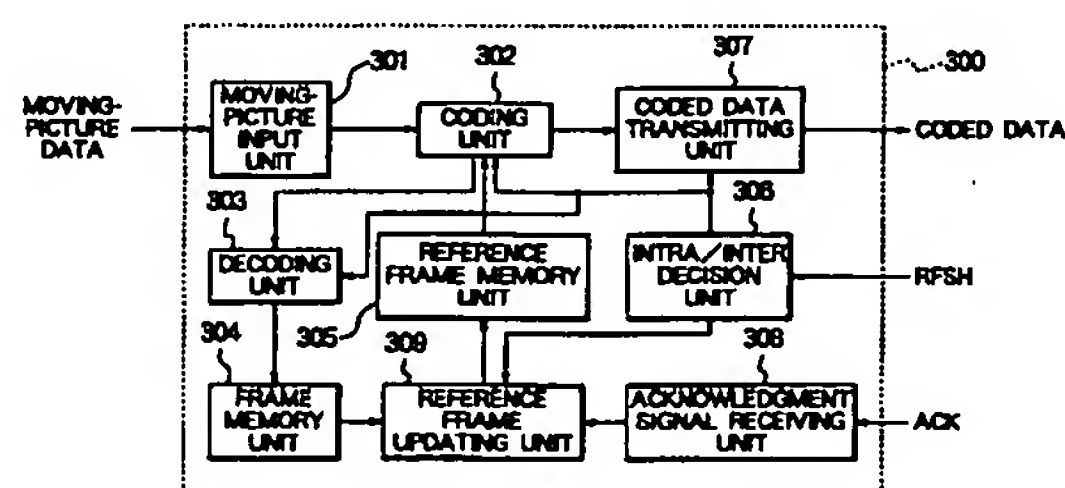 301
302
307
300
MOVING-
PICTURE
DATA
MOVING-
PICTURE
INPUT
UNIT
CODING
UNIT
CODED DATA
TRANSMITTING
UNIT
CODED DATA
303
306
DECODING
UNIT
REFERENCE
FRAME MEMORY
UNIT
INTRA/INTER
DECISION
UNIT
RFSH
304
305
309
308
FRAME
MEMORY
UNIT
REFERENCE
FRAME
UPDATING UNIT
ACKNOWLEDGMENT
SIGNAL RECEIVING
UNIT
ACK